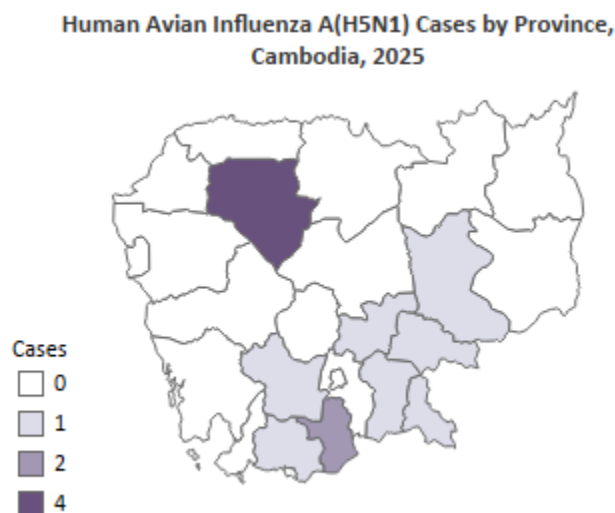 Human Avian Influenza A(H5N1) Cases by Province,
Cambodia, 2025
Cases
0
1
2
4